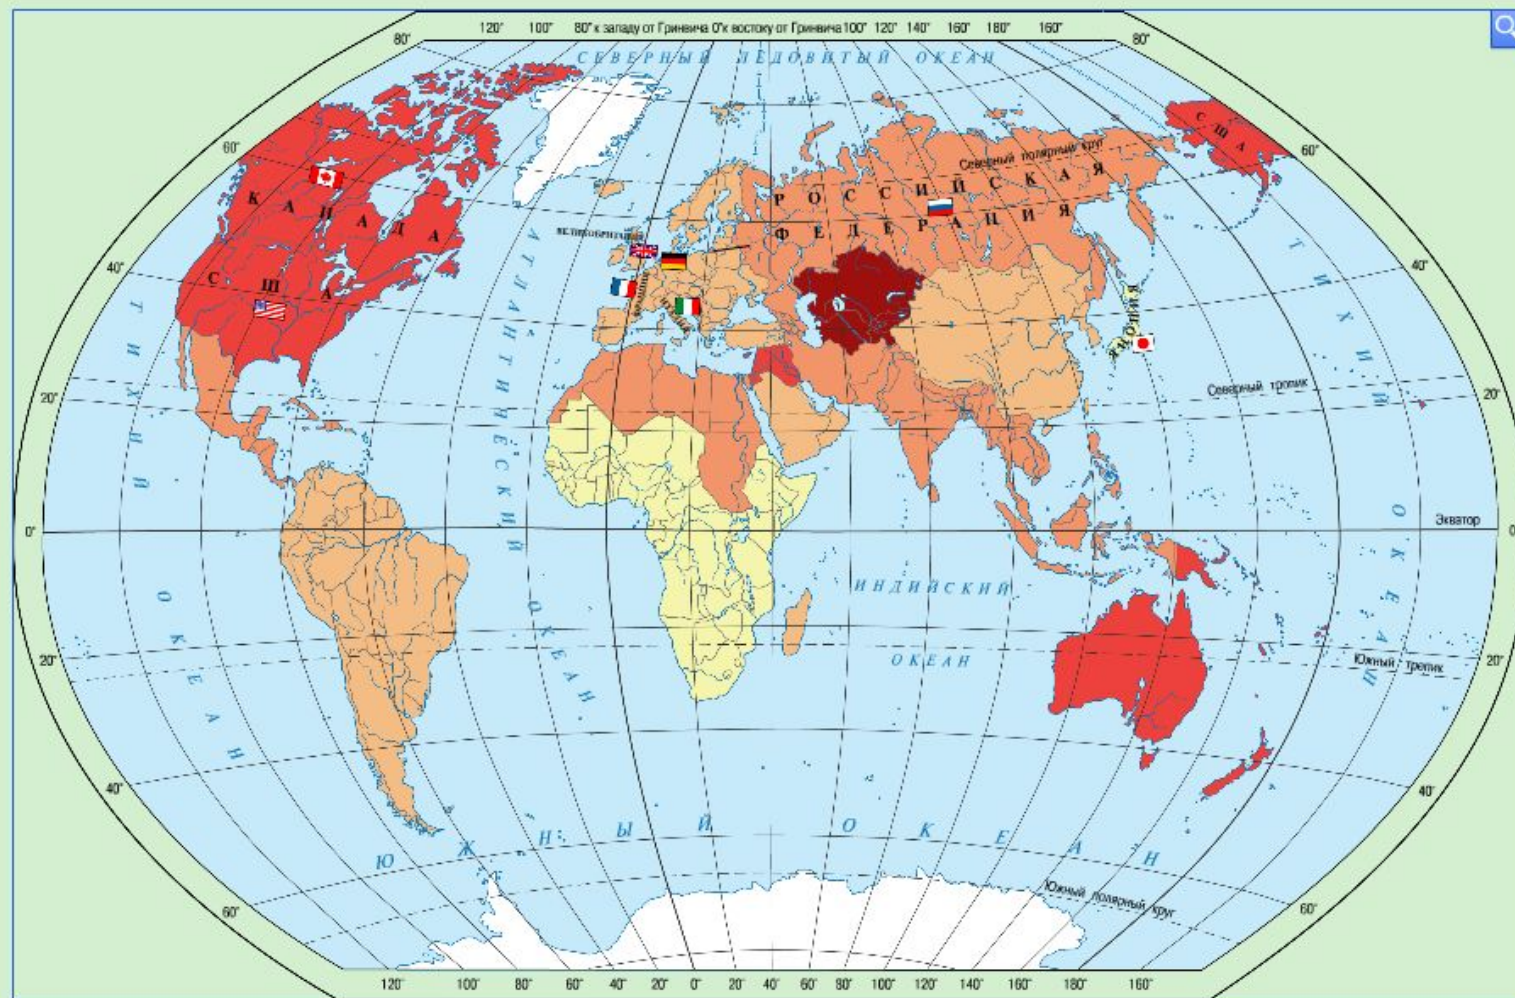 120° 100° 80° к западу от Гринвича 0° к востоку от Гринвича 100° 120° 140° 160° 180° 160°
80° 80°
СЕВЕРНЫЙ ЛЕДОВИТЫЙ ОКЕАН
США
60° 60°
Северный полярный круг
КАНАДА
РОССИЙСКАЯ
ФЕДЕРАЦИЯ
ВЕЛИКОБРИТАНИЯ
40° 40°
США
ЯПОНИЯ
ТИХИЙ
АТЛАНТИЧЕСКИЙ
ТИХИЙ
Северный тропик
20° 20°
Экватор
0° 0
ИНДИЙСКИЙ
ОКЕАН
ОКЕАН
ОКЕАН
ОКЕАН
Южный тропик
20° 20°
40° 40°
ЮЖНЫЙ ОКЕАН
Южный полярный круг
60° 60°
120° 100° 80° 60° 40° 20° 0° 20° 40° 60° 80° 100° 120° 140° 160° 180° 160°